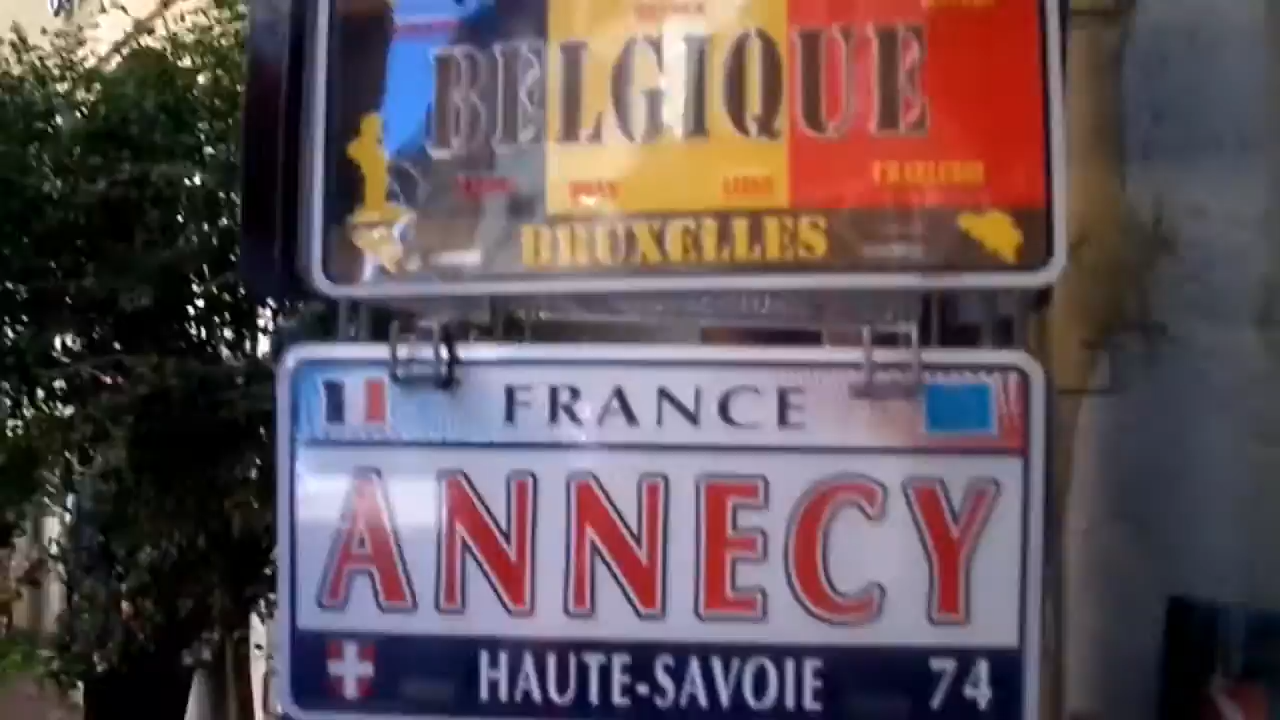 BELGIQUE
BRUXELLES
FRANCE
ANNECY
HAUTE-SAVOIE 74